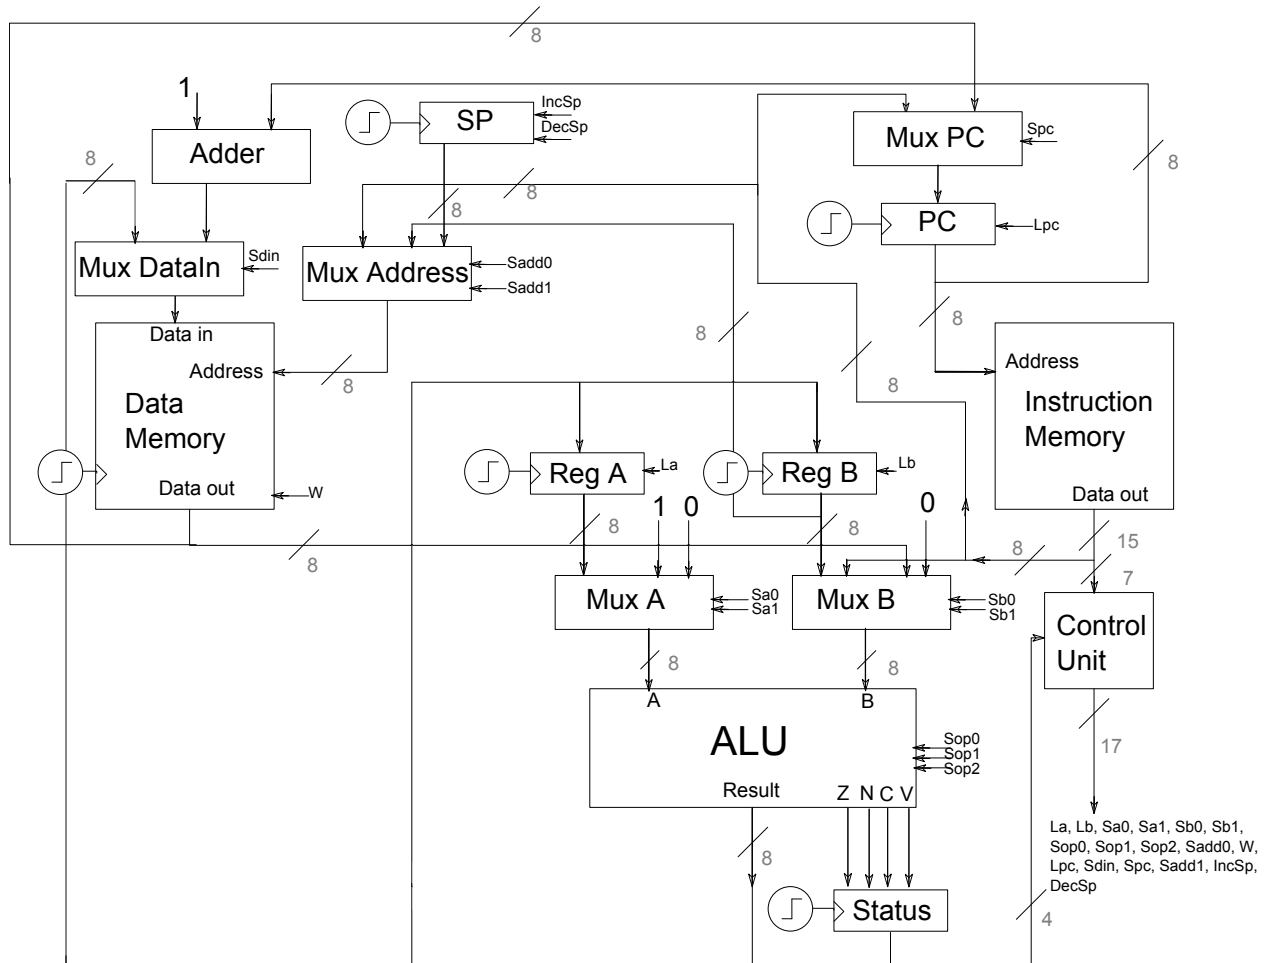 8
1
IncSp
SP
DecSp
Mux PC
Spc
Adder
8
8
8
8
PC
Lpc
Mux DataIn
Sdin
Mux Address
Sadd0
Sadd1
8
Data in
8
Address
8
8
Address
Data
Memory
Instruction
Memory
Reg A
La
Reg B
Lb
Data out
W
Data out
1
0
0
8
8
8
8
15
7
Mux A
Sa0
Sa1
Mux B
Sb0
Sb1
Control
Unit
8
8
A
B
ALU
Sop0
Sop1
Sop2
17
Result
Z
N
C
V
La, Lb, Sa0, Sa1, Sb0, Sb1,
Sop0, Sop1, Sop2, Sadd0, W,
Lpc, Sdin, Spc, Sadd1, IncSp,
DecSp
8
Status
4